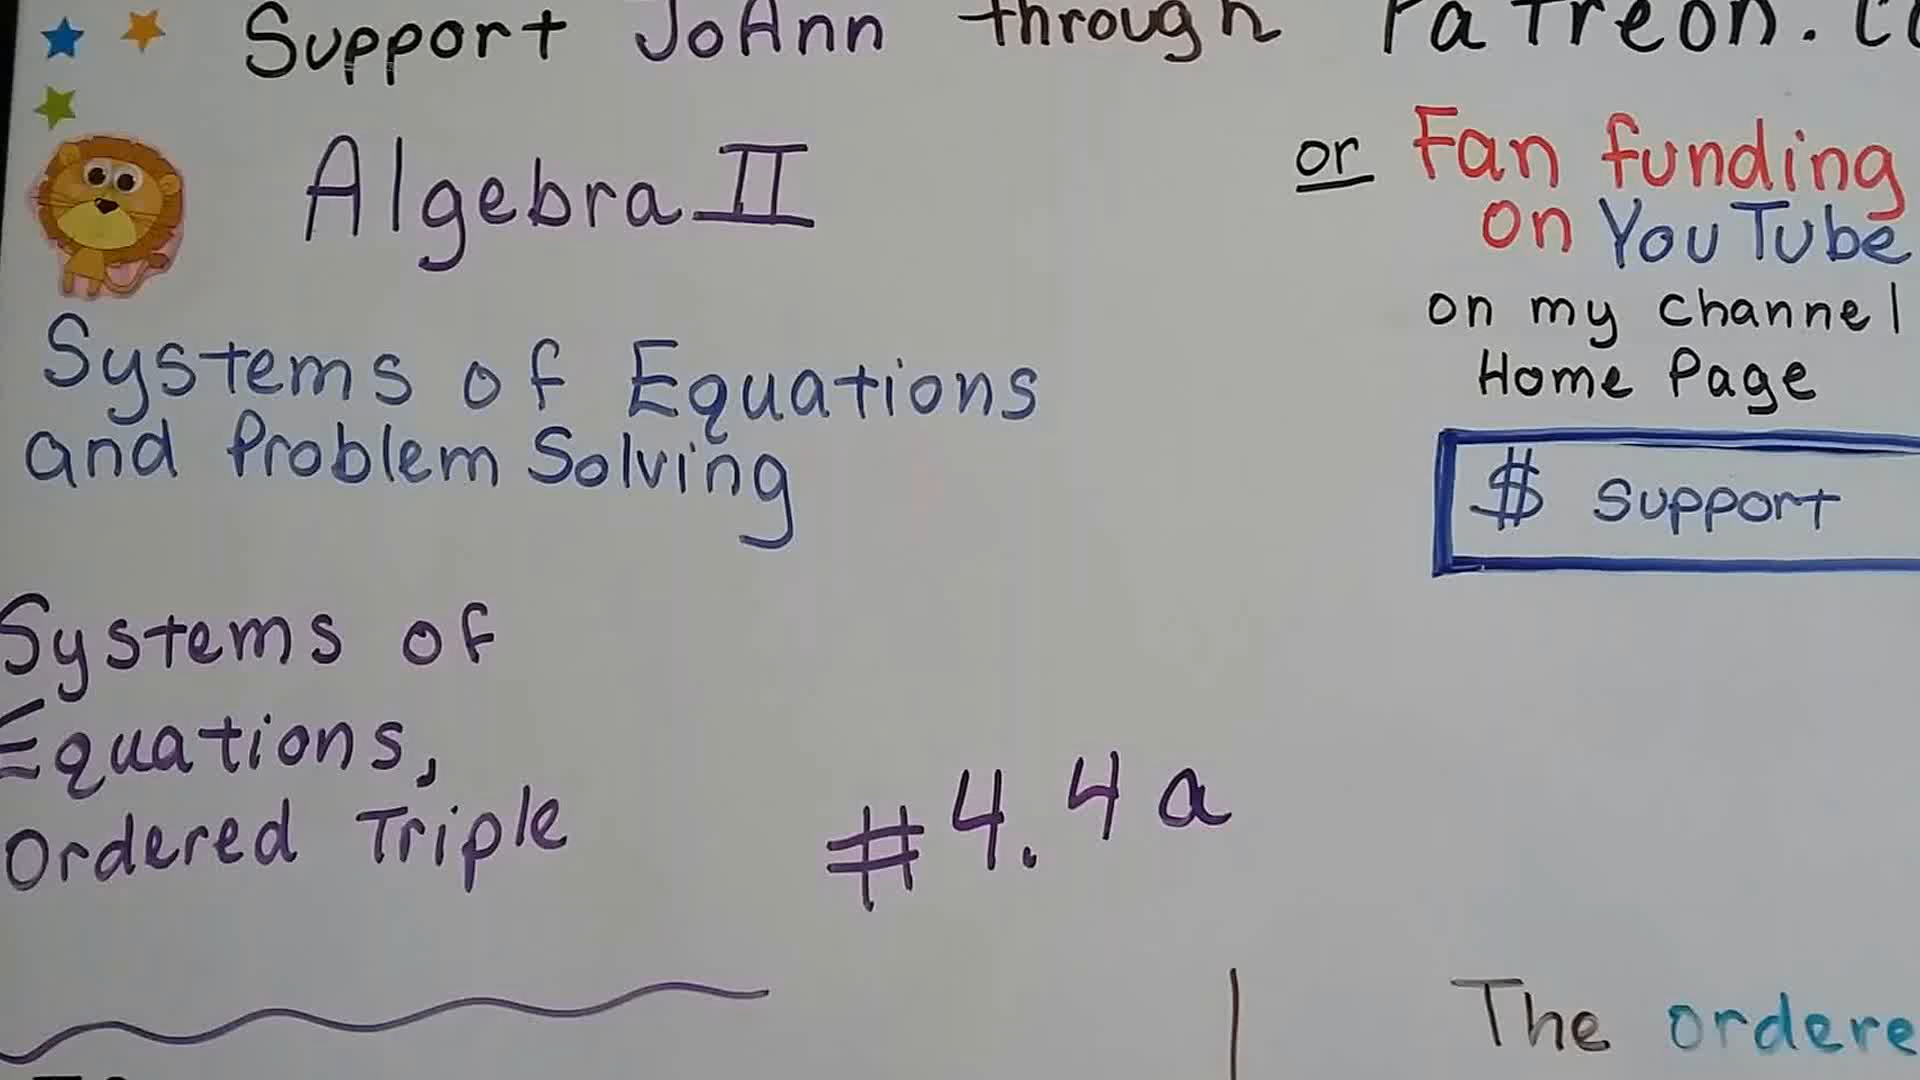 Support JoAnn through Patreon.
Algebra II
or Fan funding
on YouTube
on my channel
Home Page
$ Support
Systems of Equations
and Problem Solving
Systems of
Equations,
Ordered Triple
#4.4a
The